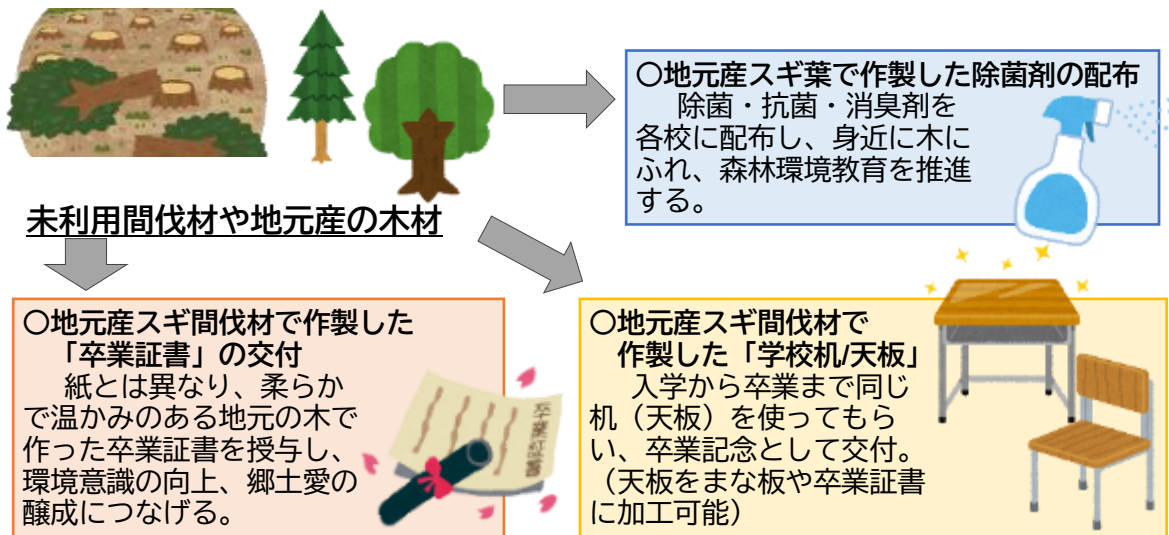 未利用間伐材や地元産の木材
〇地元産スギ葉で作製した除菌剤の配布
除菌・抗菌・消臭剤を
各校に配布し、身近に木に
ふれ、森林環境教育を推進
する。
〇地元産スギ間伐材で作製した
「卒業証書」の交付
紙とは異なり、柔らか
で温かみのある地元の木で
作った卒業証書を授与し、
環境意識の向上、郷土愛の
醸成につなげる。
卒業証書
〇地元産スギ間伐材で
作製した「学校机/天板」
入学から卒業まで同じ
机（天板）を使ってもら
い、卒業記念として交付。
（天板をまな板や卒業証書
に加工可能）